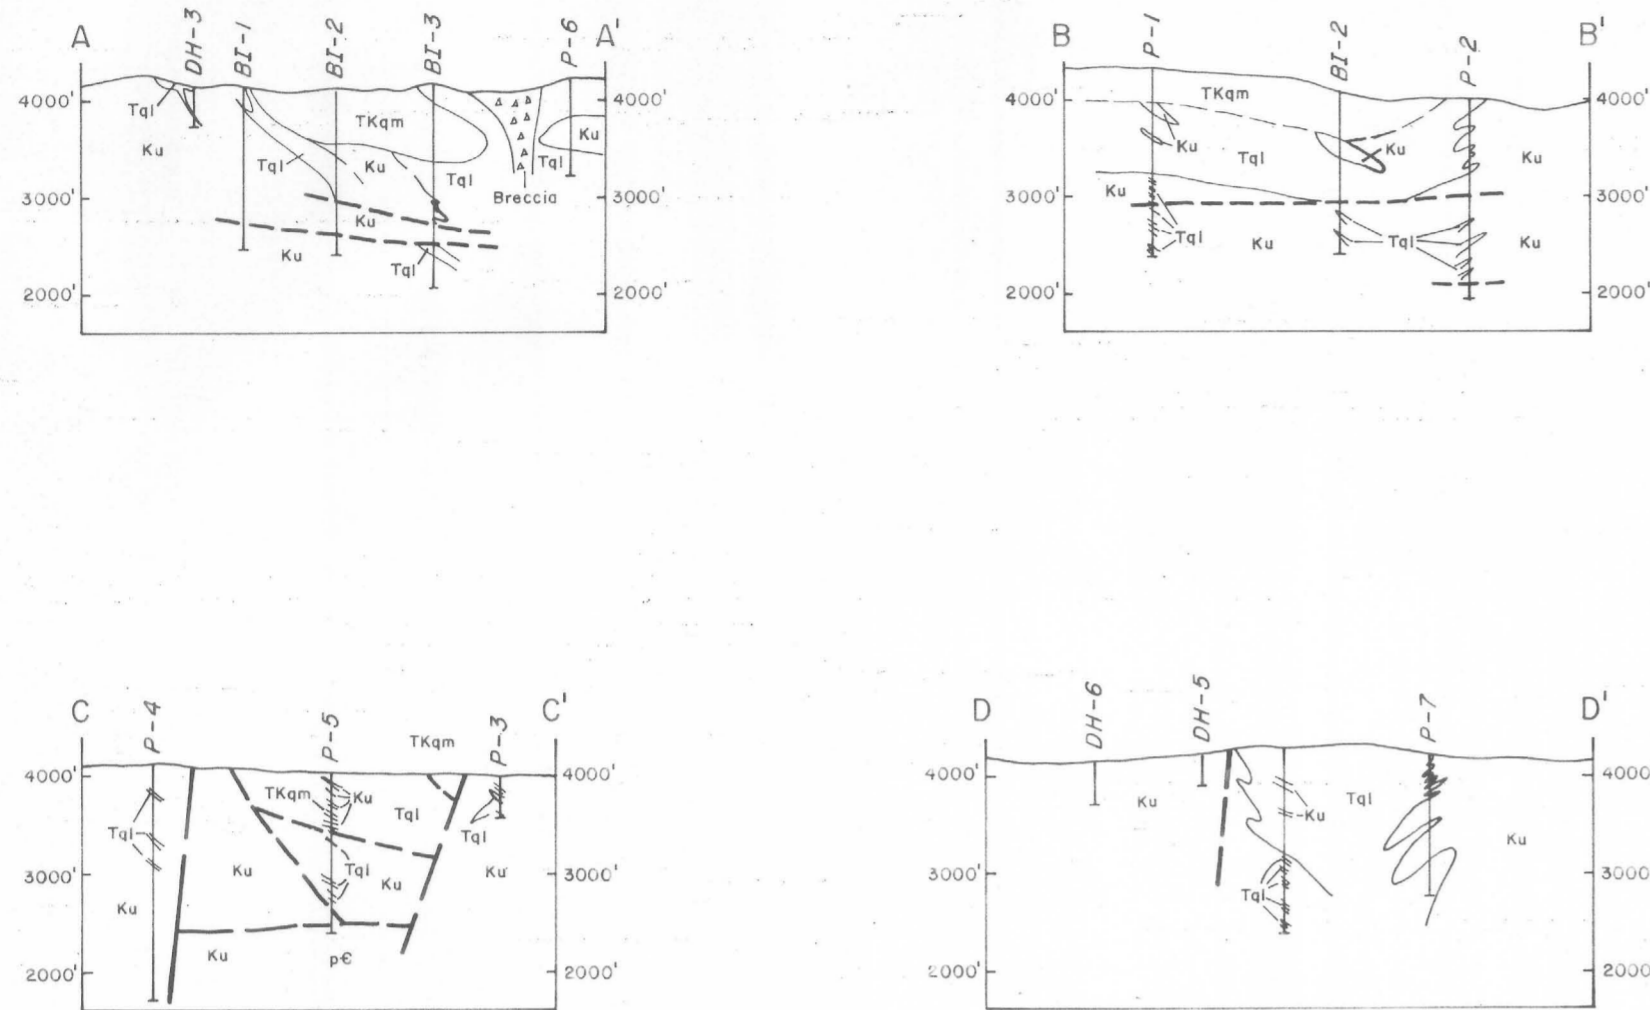 A DH-3 BI-1 BI-2 BI-3 P-6 A'
4000' 4000'
Tql TKqm
Ku Ku
Tql Ku Tql Tql
3000' Breccia 3000'
Ku
Ku
Tql
2000' 2000'
B P-1 BI-2 P-2 B'
TKqm
4000' 4000'
Ku Tql Ku Ku
Ku 3000' 3000'
Tql Ku Tql Ku
2000' 2000'
C P-4 P-5 TKqm P-3 C'
4000' 4000'
TKqm Ku Tql
Tql Tql
Ku Tql Ku Ku
3000' 3000'
Ku
Ku p€
2000' 2000'
D DH-6 DH-5 P-7 D'
4000' 4000'
Ku Tql
Ku Ku
3000' 3000'
Tql
2000' 2000'